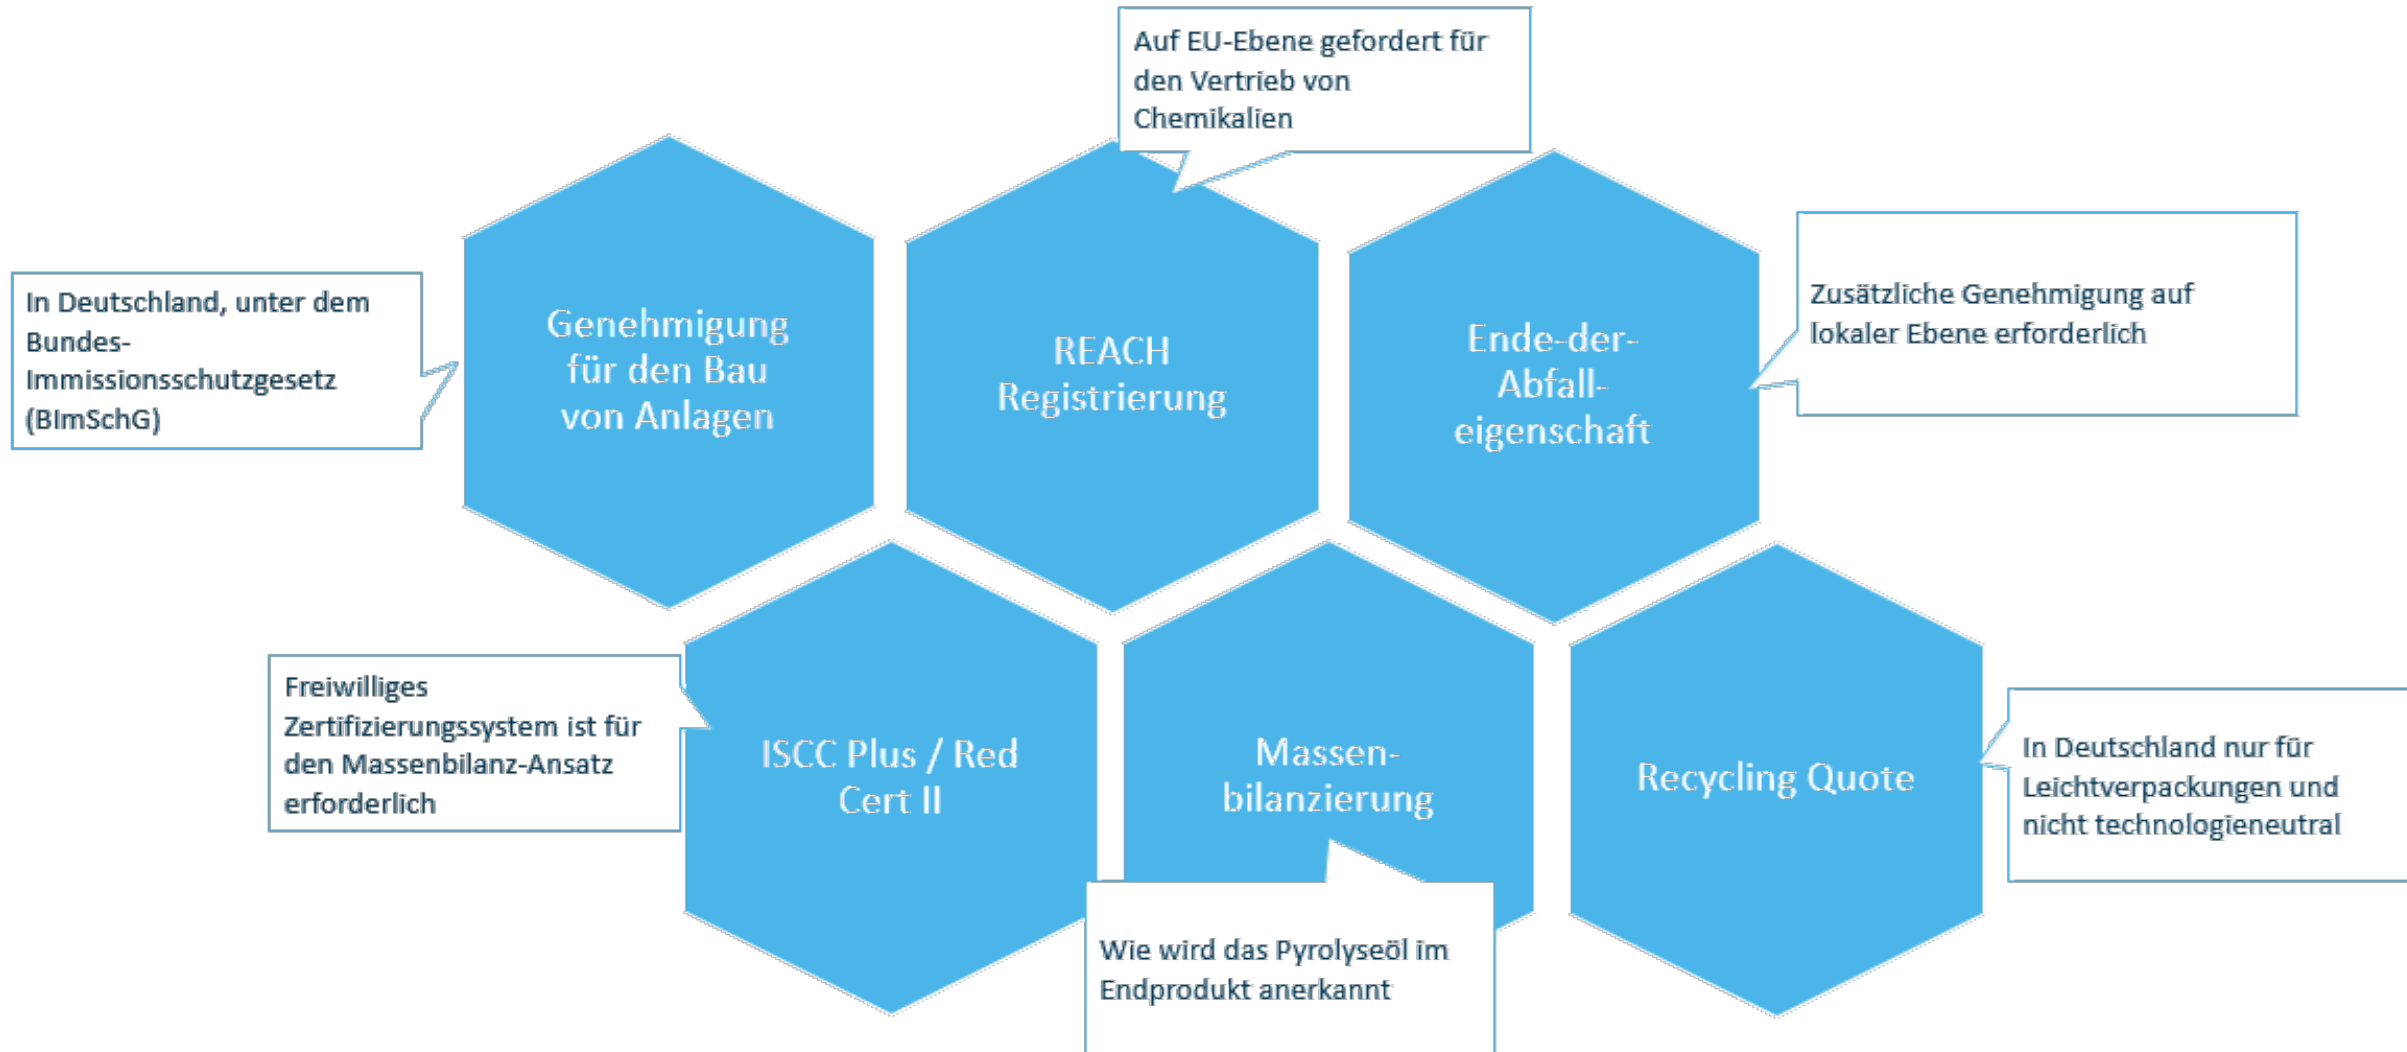 Auf EU-Ebene gefordert für
den Vertrieb von
Chemikalien
In Deutschland, unter dem
Bundes-
Immissionsschutzgesetz
(BImSchG)
Genehmigung
für den Bau
von Anlagen
REACH
Registrierung
Ende-der-
Abfall-
eigenschaft
Zusätzliche Genehmigung auf
lokaler Ebene erforderlich
Freiwilliges
Zertifizierungssystem ist für
den Massenbilanz-Ansatz
erforderlich
ISCC Plus / Red
Cert II
Massen-
bilanzierung
Recycling Quote
In Deutschland nur für
Leichtverpackungen und
nicht technologieneutral
Wie wird das Pyrolyseöl im
Endprodukt anerkannt